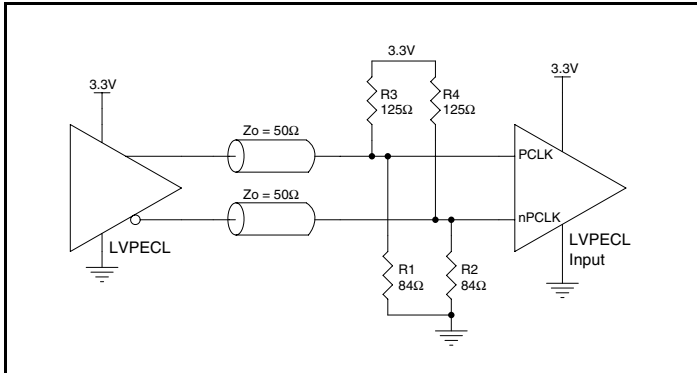 3.3V
3.3V
3.3V
R3
125Ω
R4
125Ω
Zo = 50Ω
PCLK
Zo = 50Ω
nPCLK
LVPECL
LVPECL
Input
R1
84Ω
R2
84Ω